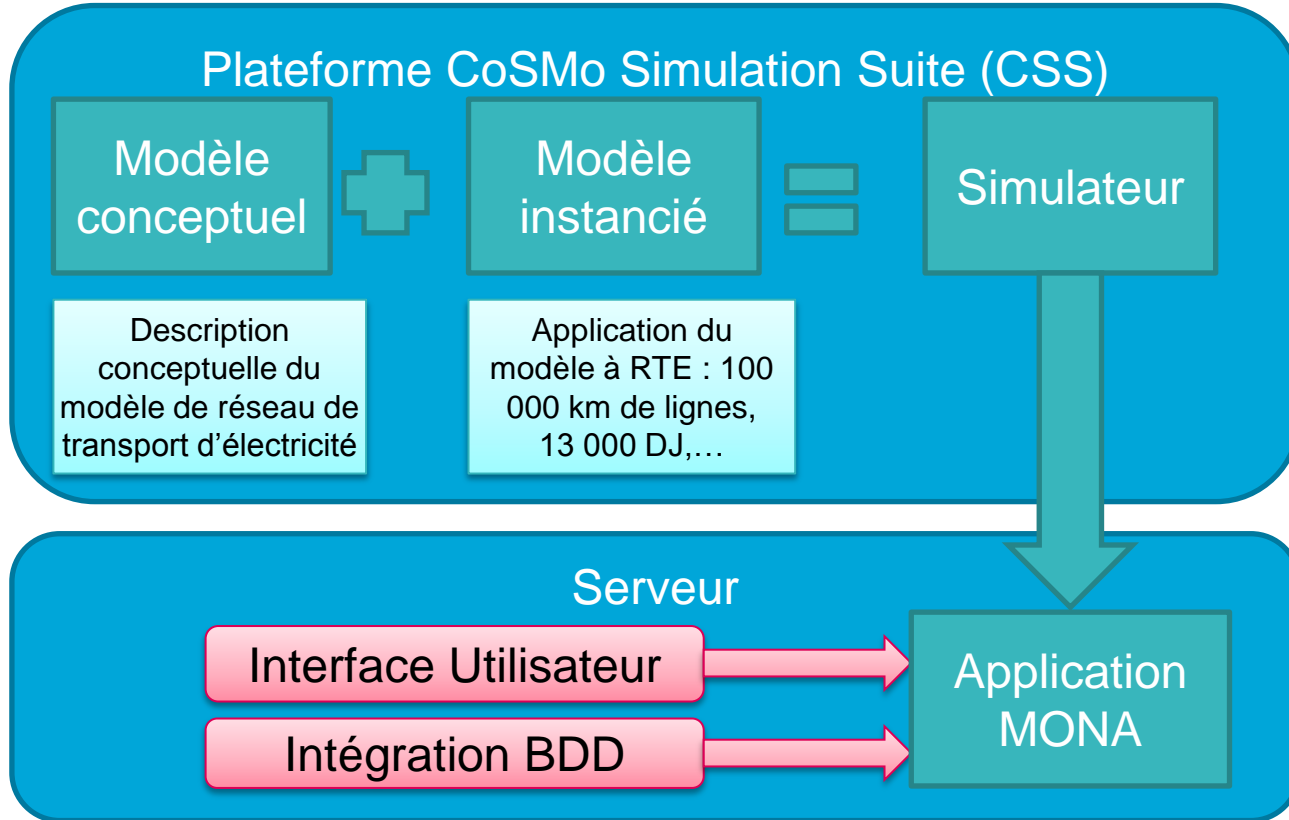 Plateforme CoSMo Simulation Suite (CSS)
Modèle
conceptuel
Modèle
instancié
Simulateur
Description
conceptuelle du
modèle de réseau de
transport d’électricité
Application du
modèle à RTE : 100
000 km de lignes,
13 000 DJ,…
Serveur
Interface Utilisateur
Intégration BDD
Application
MONA